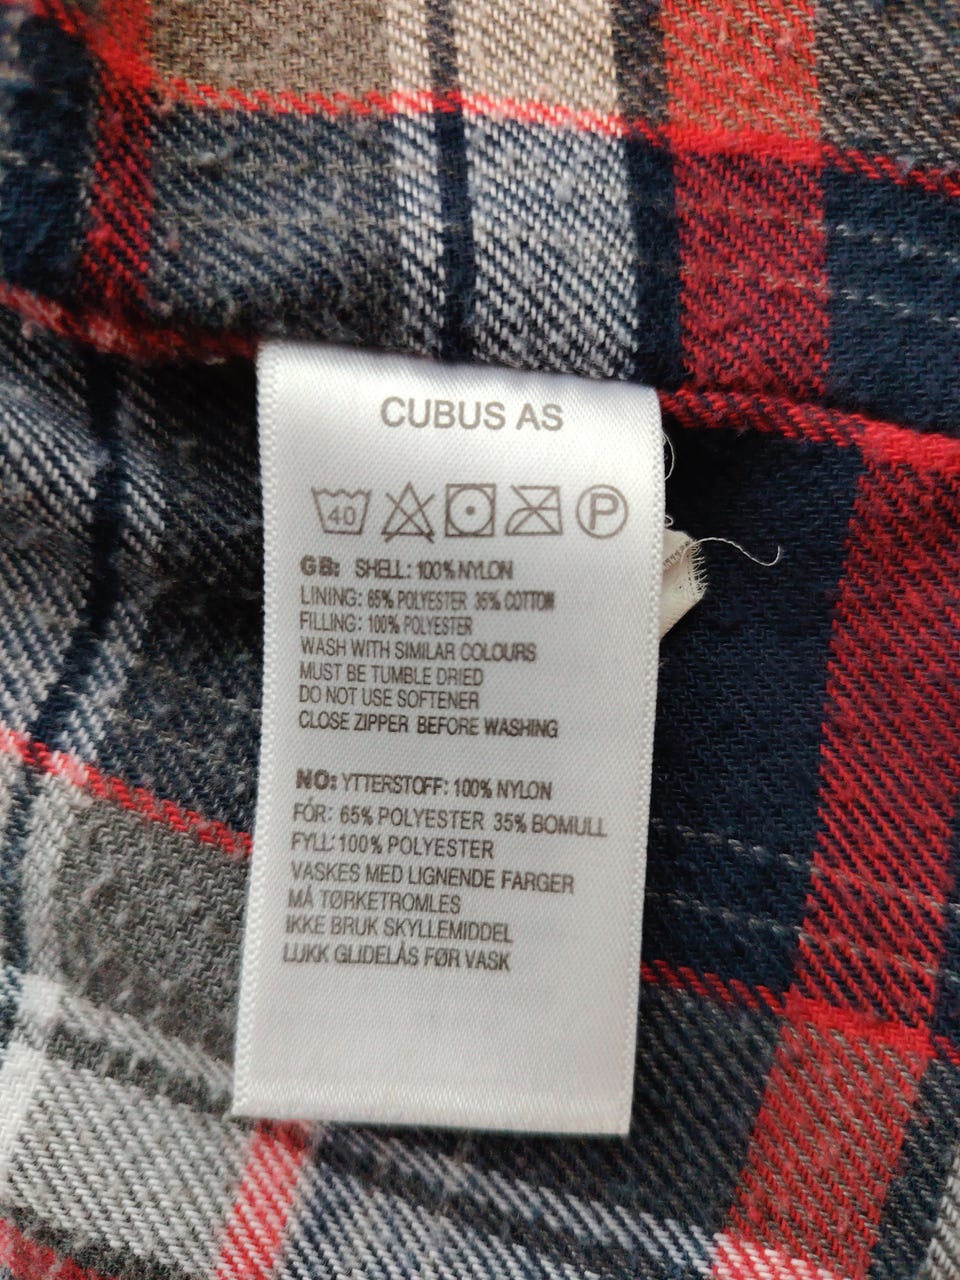 CUBUS AS
40 P
GB: SHELL: 100% NYLON
LINING: 65% POLYESTER 35% COTTON
FILLING: 100% POLYESTER
WASH WITH SIMILAR COLOURS
MUST BE TUMBLE DRIED
DO NOT USE SOFTENER
CLOSE ZIPPER BEFORE WASHING
NO: YTTERSTOFF: 100% NYLON
FÓR: 65% POLYESTER 35% BOMULL
FYLL: 100% POLYESTER
VASKES MED LIGNENDE FARGER
MÅ TØRKETROMLES
IKKE BRUK SKYLLEMIDDEL
LUKK GLIDELÅS FØR VASK